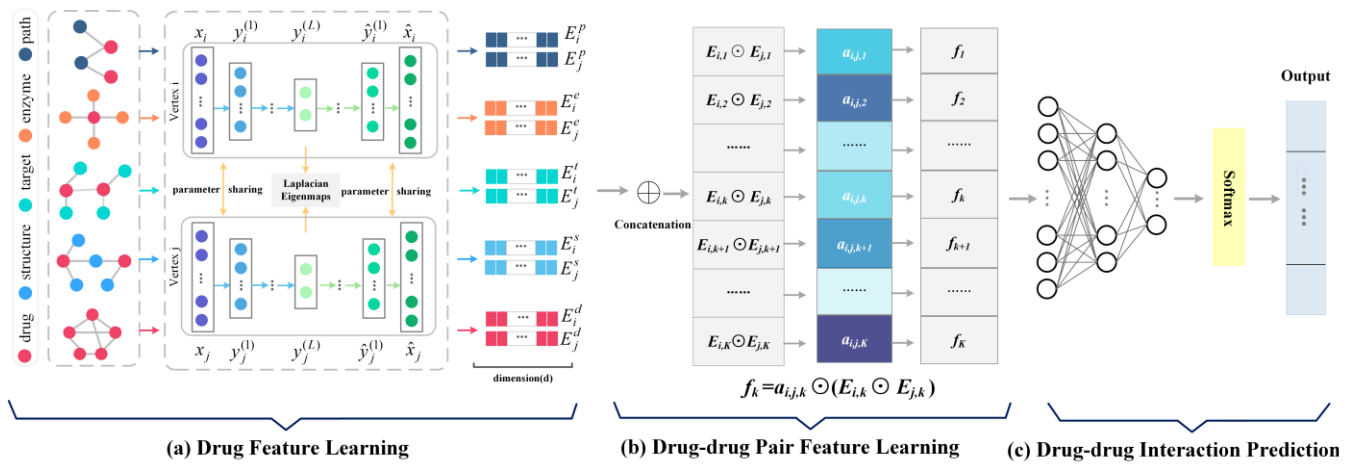 path
enzyme
target
structure
drug
x_i y_i^(1) y_i^(L) ŷ_i^(1) x̂_i
Vertex i
parameter sharing
Laplacian
Eigenmaps
parameter sharing
Vertex j
x_j y_j^(1) y_j^(L) ŷ_j^(1) x̂_j
E_i^p
E_j^p
E_i^e
E_j^e
E_i^t
E_j^t
E_i^s
E_j^s
E_i^d
E_j^d
dimension(d)
(a) Drug Feature Learning
Concatenation
E_{i,1} ⊙ E_{j,1} a_{i,j,1} f_1
E_{i,2} ⊙ E_{j,2} a_{i,j,2} f_2
...... ...... ......
E_{i,k} ⊙ E_{j,k} a_{i,j,k} f_k
E_{i,k+1} ⊙ E_{j,k+1} a_{i,j,k+1} f_{k+1}
...... ...... ......
E_{i,K} ⊙ E_{j,K} a_{i,j,K} f_K
f_k = a_{i,j,k} ⊙ (E_{i,k} ⊙ E_{j,k})
(b) Drug-drug Pair Feature Learning
Softmax
Output
(c) Drug-drug Interaction Prediction